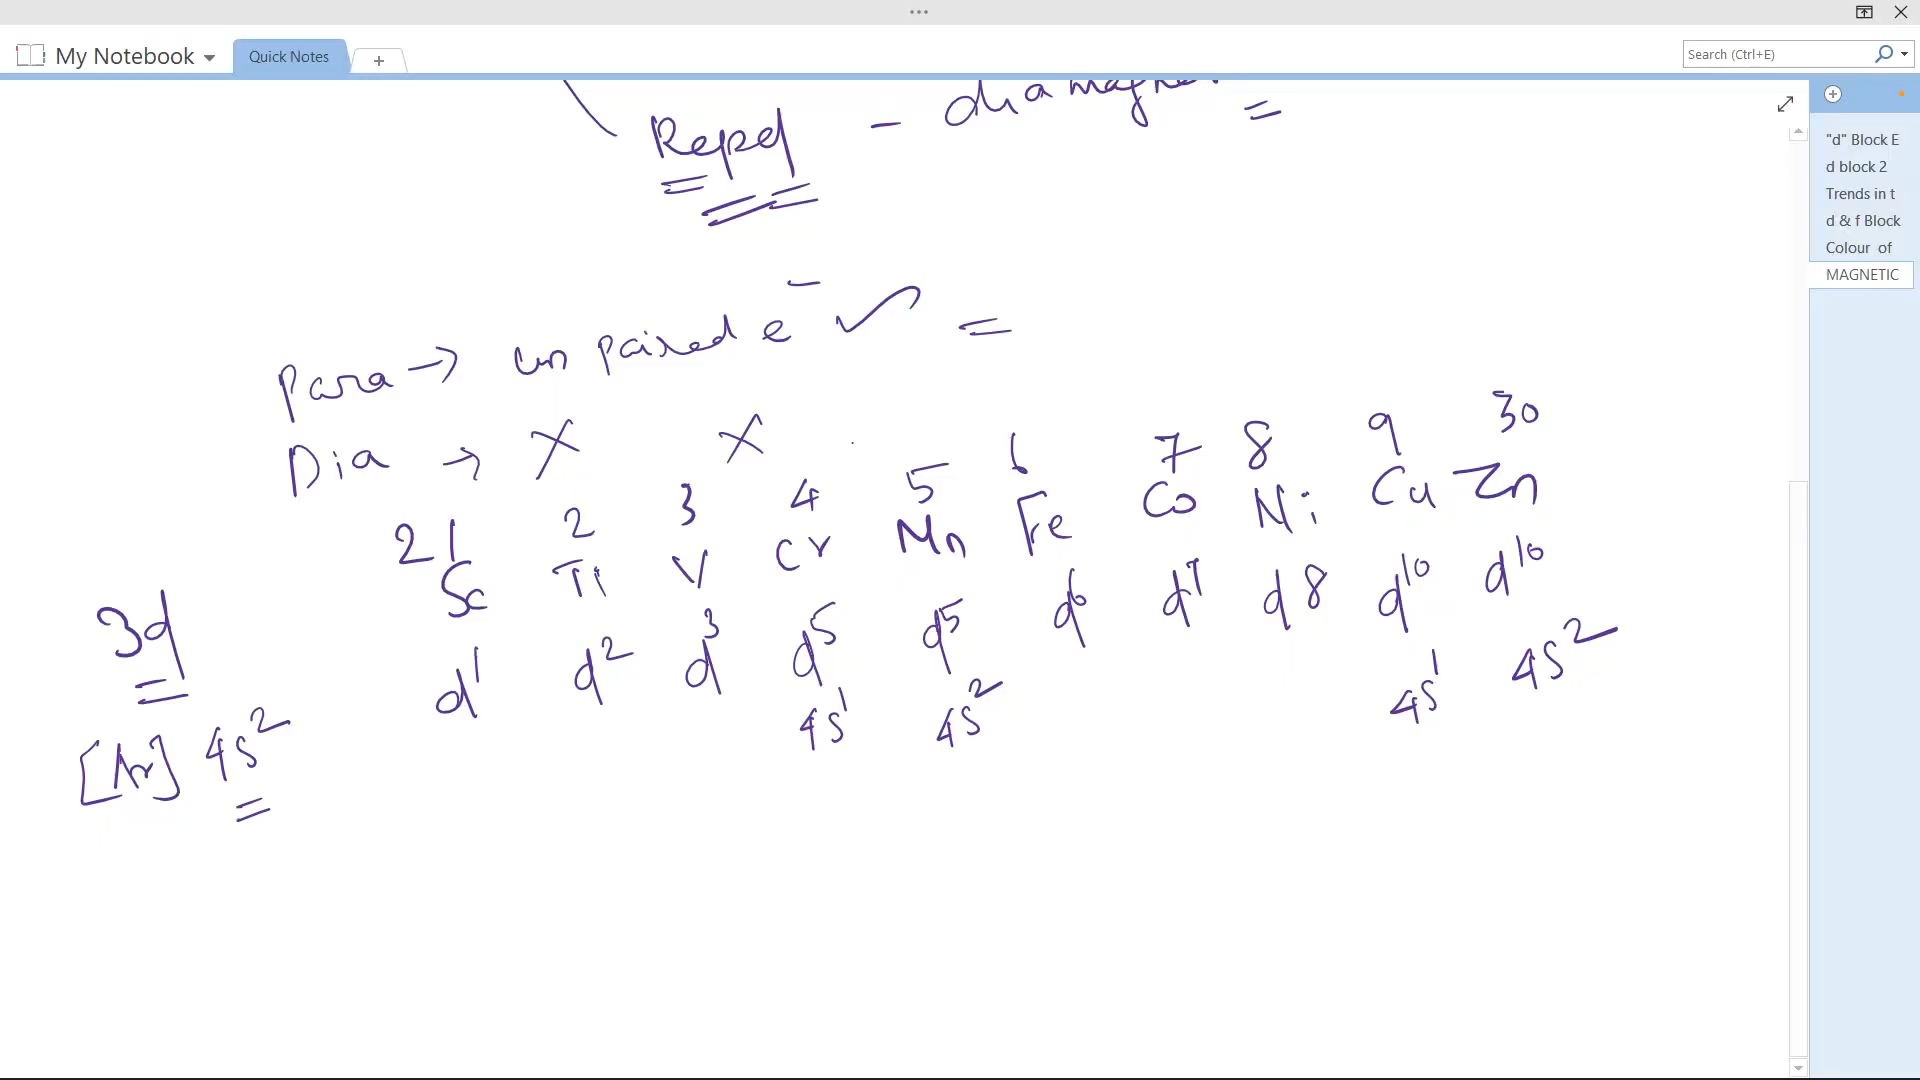 My Notebook
Quick Notes
Search (Ctrl+E)
"d" Block E
d block 2
Trends in t
d & f Block
Colour of
MAGNETIC
Repel -
Para → un paired e⁻ ✓ =
Dia → X X
21 2 3 4 5 6 7 8 9 30
Sc Ti V Cr Mn Fe Co Ni Cu Zn
3d d¹ d² d³ d⁵ d⁵ d⁶ d⁷ d8 d¹⁰ d¹⁰
[Ar] 4s² 4s¹ 4s² 4s¹ 4s²